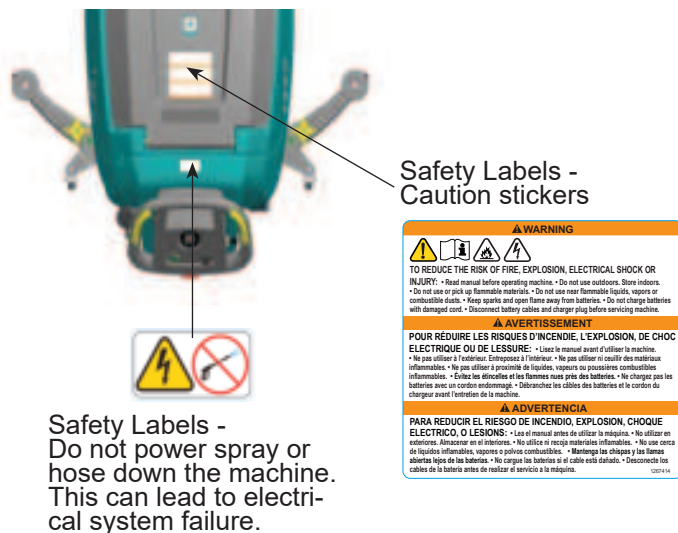 Safety Labels -
Caution stickers
⚠ WARNING
TO REDUCE THE RISK OF FIRE, EXPLOSION, ELECTRICAL SHOCK OR
INJURY: • Read manual before operating machine. • Do not use outdoors. Store indoors.
• Do not use or pick up flammable materials. • Do not use near flammable liquids, vapors or
combustible dusts. • Keep sparks and open flame away from batteries. • Do not charge batteries
with damaged cord. • Disconnect battery cables and charger plug before servicing machine.
⚠ AVERTISSEMENT
POUR RÉDUIRE LES RISQUES D'INCENDIE, L'EXPLOSION, DE CHOC
ELECTRIQUE OU DE LESSURE: • Lisez le manuel avant d'utiliser la machine.
• Ne pas utiliser à l'extérieur. Entreposez à l'intérieur. • Ne pas utiliser ni ceuillir des matériaux
inflammables. • Ne pas utiliser à proximité de liquides, vapeurs ou poussières combustibles
inflammables. • Évitez les étincelles et les flammes nues près des batteries. • Ne chargez pas les
batteries avec un cordon endommagé. • Débranchez les câbles des batteries et le cordon du
chargeur avant l'entretien de la machine.
⚠ ADVERTENCIA
PARA REDUCIR EL RIESGO DE INCENDIO, EXPLOSIÓN, CHOQUE
ELECTRICO, O LESIONS: • Lea el manual antes de utilizar la máquina. • No utilizar en
exteriores. Almacenar en el interiores. • No utilice ni recoja materiales inflamables. • No use cerca
de líquidos inflamables, vapores o polvos combustibles. • Mantenga las chispas y las llamas
abiertas lejos de las baterias. • No cargue las baterías si el cable está dañado. • Desconecte los
cables de la batería antes de realizar el servicio a la máquina.
1267414
Safety Labels -
Do not power spray or
hose down the machine.
This can lead to electri-
cal system failure.